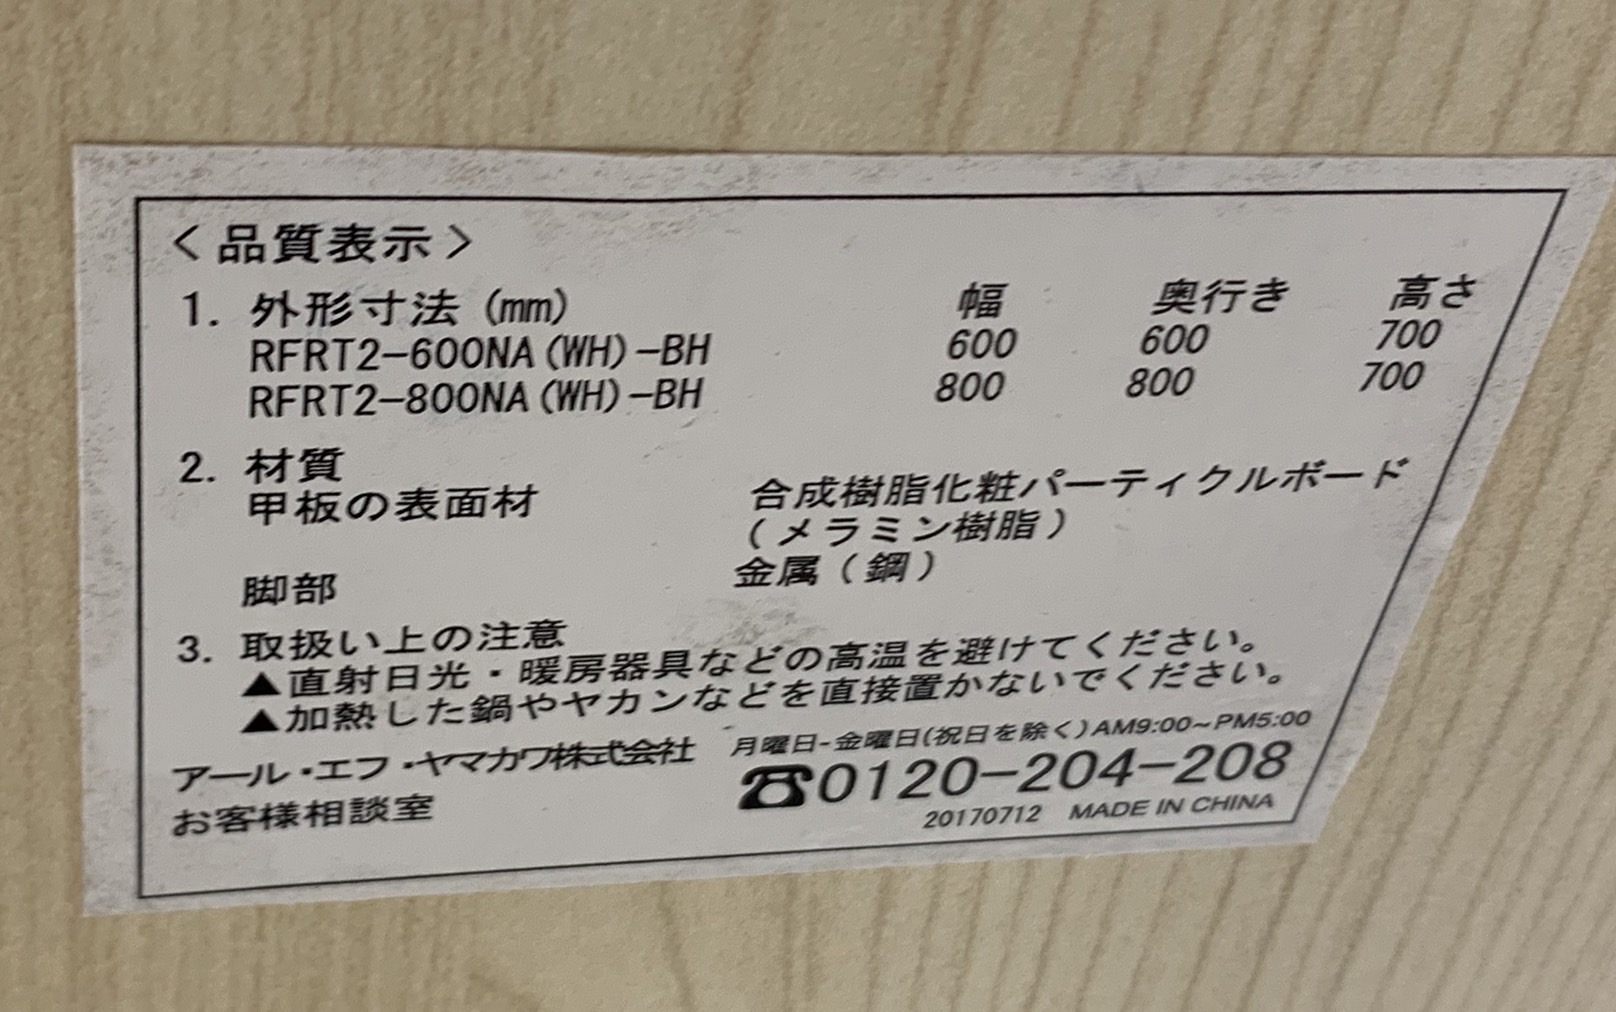 ＜品質表示＞
1. 外形寸法(mm) 幅 奥行き 高さ
RFRT2-600NA(WH)-BH 600 600 700
RFRT2-800NA(WH)-BH 800 800 700
2. 材質
甲板の表面材 合成樹脂化粧パーティクルボード
(メラミン樹脂)
脚部 金属(鋼)
3. 取扱い上の注意
▲直射日光・暖房器具などの高温を避けてください。
▲加熱した鍋やヤカンなどを直接置かないでください。
アール・エフ・ヤマカワ株式会社 月曜日-金曜日(祝日を除く)AM9:00~PM5:00
お客様相談室 ☎0120-204-208
20170712 MADE IN CHINA